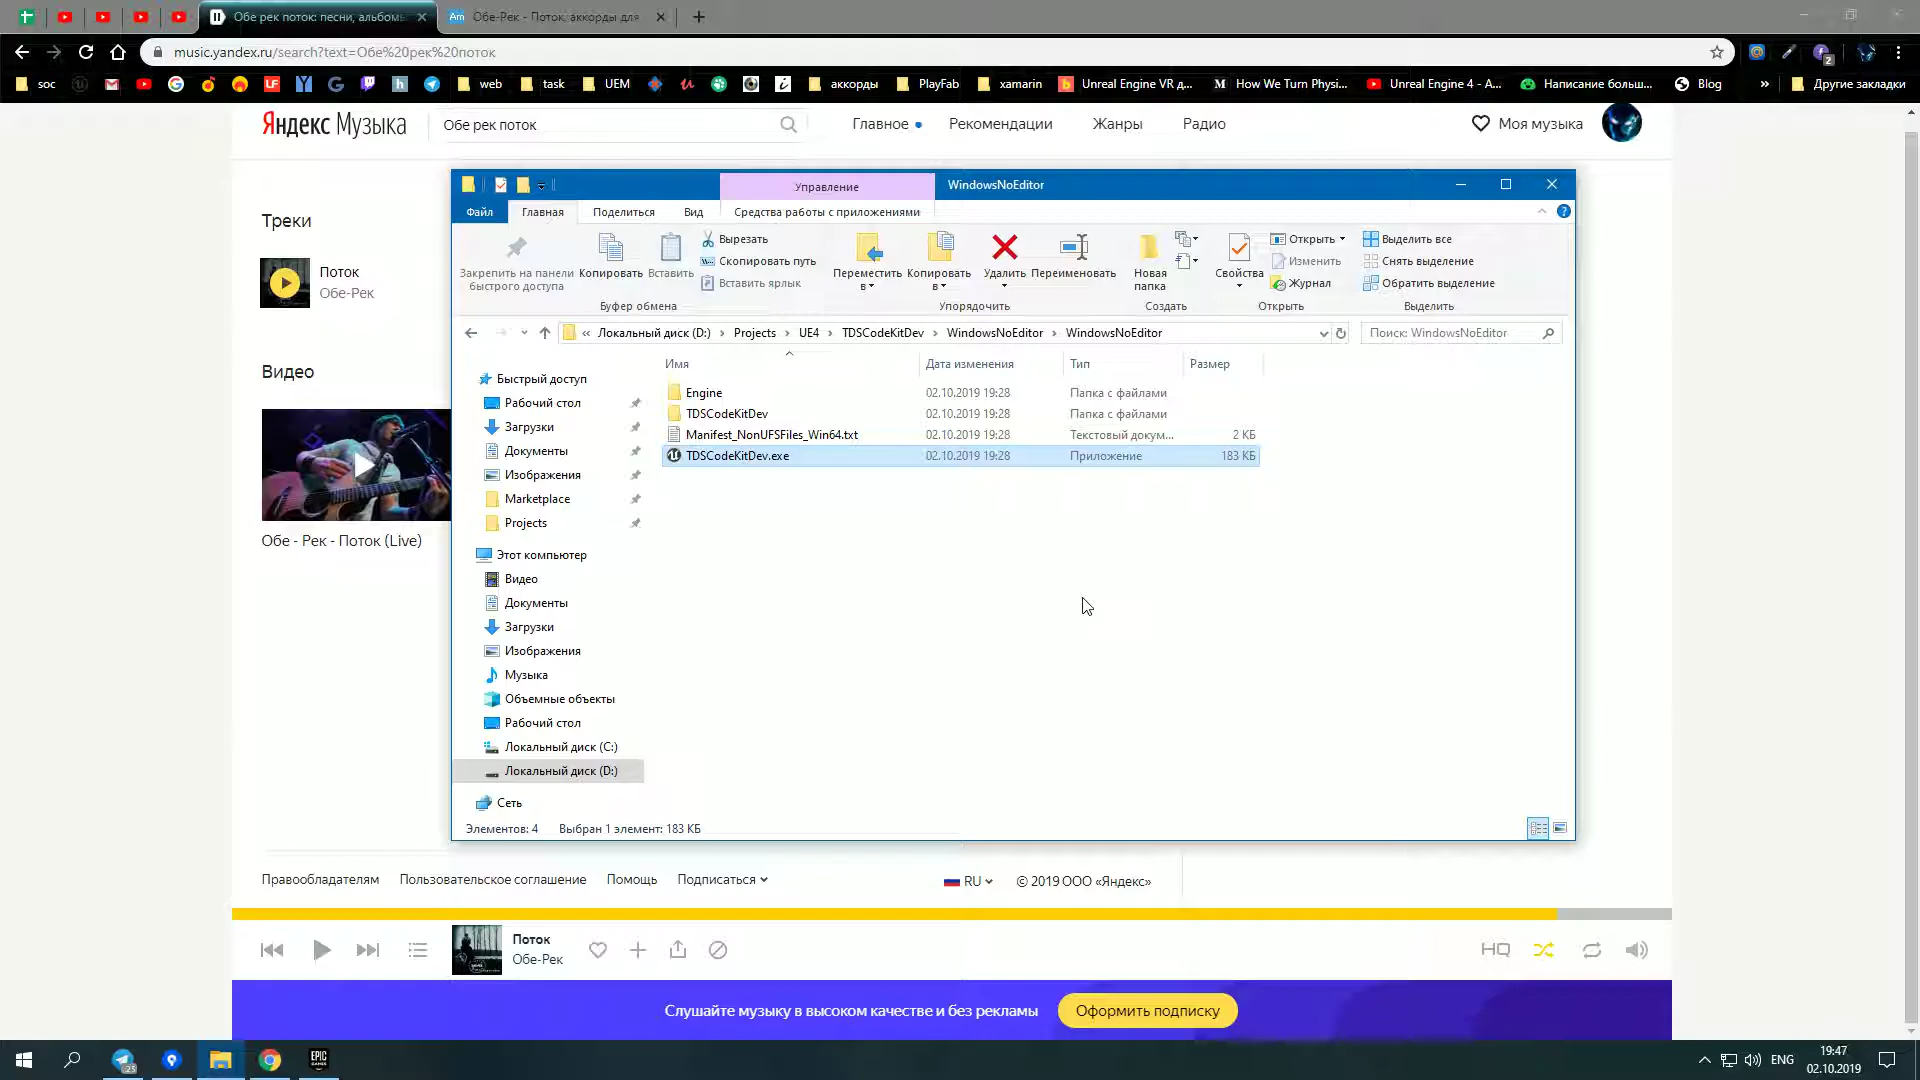 Обе рек поток: песни, альбомы
Обе-Рек - Поток, аккорды для
music.yandex.ru/search?text=Обе%20рек%20поток
soc
web
task
UEM
аккорды
PlayFab
xamarin
Unreal Engine VR д...
How We Turn Physi...
Unreal Engine 4 - A...
Написание больш...
Blog
Другие закладки
Яндекс Музыка
Обе рек поток
Главное
Рекомендации
Жанры
Радио
Моя музыка
Треки
Поток
Обе-Рек
Видео
Обе - Рек - Поток (Live)
Управление
WindowsNoEditor
Файл
Главная
Поделиться
Вид
Средства работы с приложениями
Закрепить на панели
быстрого доступа
Копировать
Вставить
Вырезать
Скопировать путь
Вставить ярлык
Буфер обмена
Переместить
в
Копировать
в
Удалить
Переименовать
Упорядочить
Новая
папка
Создать
Свойства
Открыть
Изменить
Журнал
Открыть
Выделить все
Снять выделение
Обратить выделение
Выделить
« Локальный диск (D:) › Projects › UE4 › TDSCodeKitDev › WindowsNoEditor › WindowsNoEditor
Поиск: WindowsNoEditor
Имя Дата изменения Тип Размер
Engine 02.10.2019 19:28 Папка с файлами
TDSCodeKitDev 02.10.2019 19:28 Папка с файлами
Manifest_NonUFSFiles_Win64.txt 02.10.2019 19:28 Текстовый докум... 2 КБ
TDSCodeKitDev.exe 02.10.2019 19:28 Приложение 183 КБ
Быстрый доступ
Рабочий стол
Загрузки
Документы
Изображения
Marketplace
Projects
Этот компьютер
Видео
Документы
Загрузки
Изображения
Музыка
Объемные объекты
Рабочий стол
Локальный диск (C:)
Локальный диск (D:)
Сеть
Элементов: 4 Выбран 1 элемент: 183 КБ
Правообладателям
Пользовательское соглашение
Помощь
Подписаться
RU
© 2019 ООО «Яндекс»
Поток
Обе-Рек
HQ
Слушайте музыку в высоком качестве и без рекламы
Оформить подписку
25
EPIC
GAMES
ENG
19:47
02.10.2019